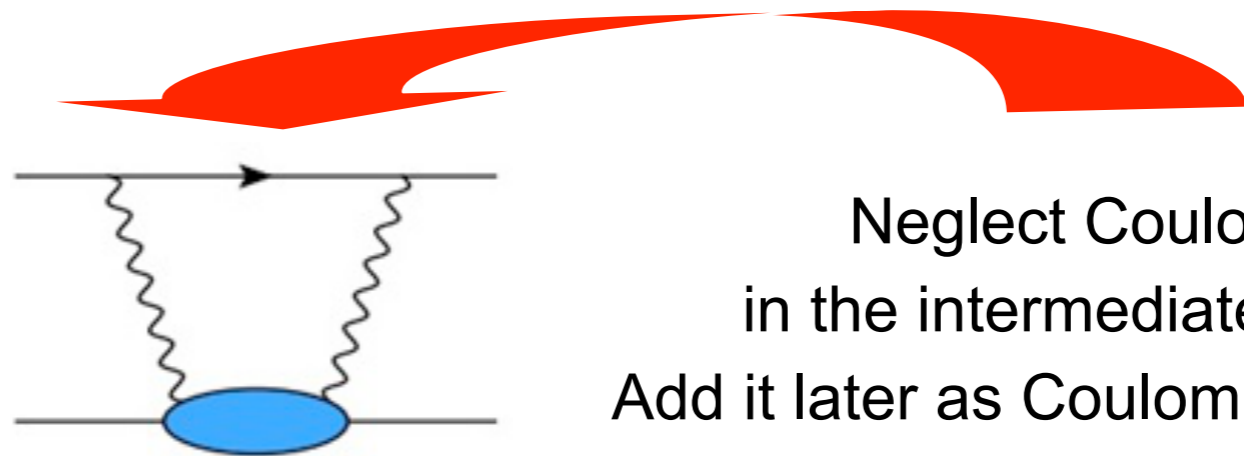 Neglect Coulo
in the intermediate
Add it later as Coulom